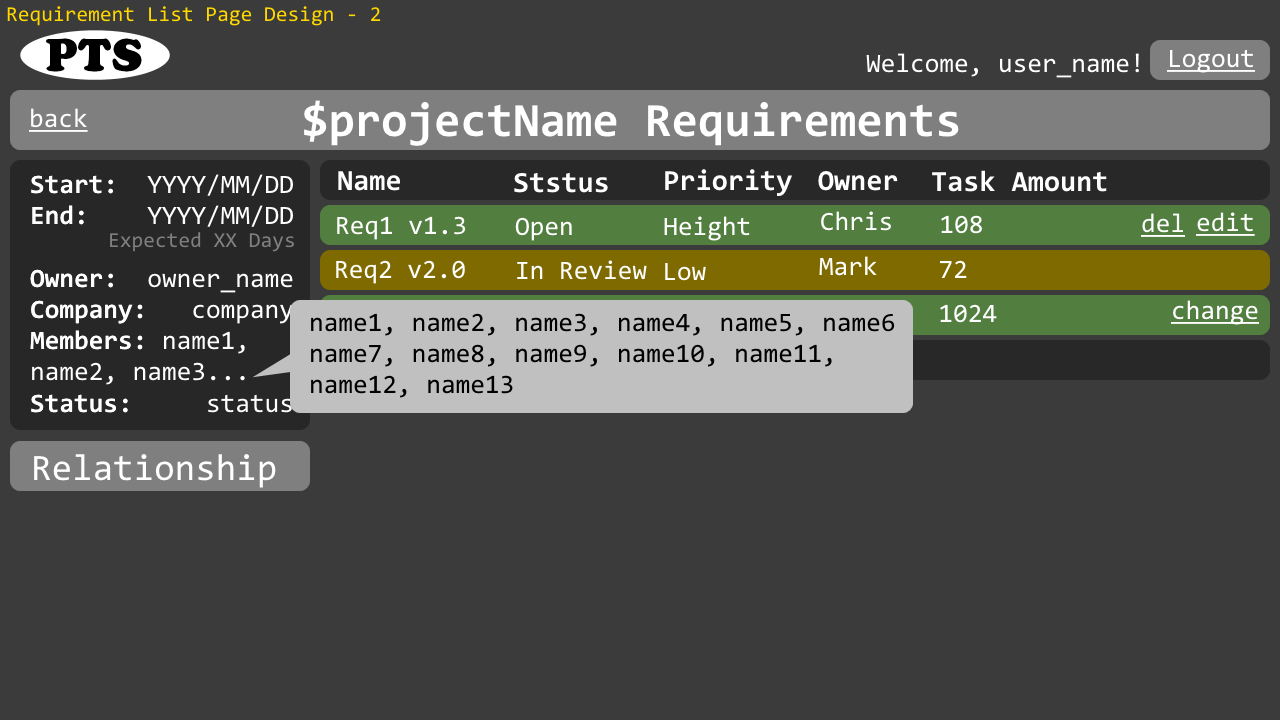 Requirement List Page Design - 2
PTS
Welcome, user_name!
Logout
back
$projectName Requirements
Start: YYYY/MM/DD
End: YYYY/MM/DD
Expected XX Days
Owner: owner_name
Company: company
Members: name1,
name2, name3...
Status: status
Relationship
Name Ststus Priority Owner Task Amount
Req1 v1.3 Open Height Chris 108 del edit
Req2 v2.0 In Review Low Mark 72
1024 change
name1, name2, name3, name4, name5, name6
name7, name8, name9, name10, name11,
name12, name13